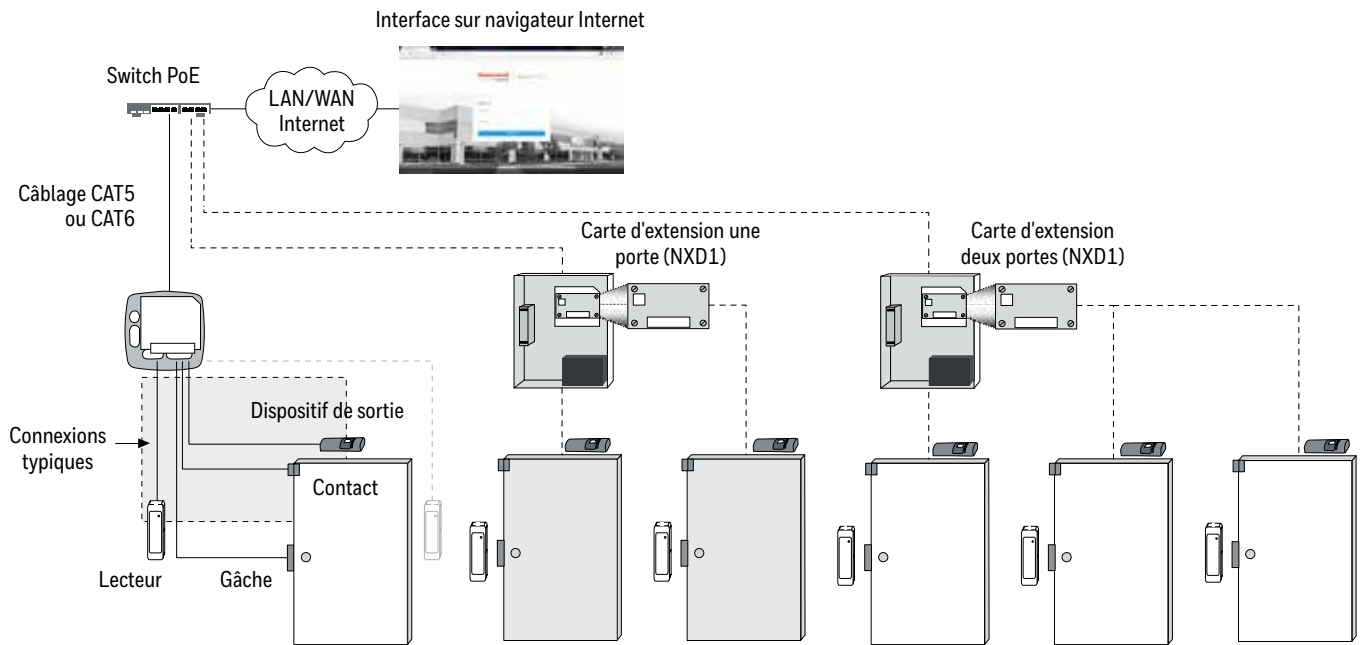 Interface sur navigateur Internet
Switch PoE
LAN/WAN
Internet
Câblage CAT5
ou CAT6
Carte d'extension une
porte (NXD1)
Carte d'extension
deux portes (NXD1)
Dispositif de sortie
Connexions
typiques
Contact
Lecteur
Gâche